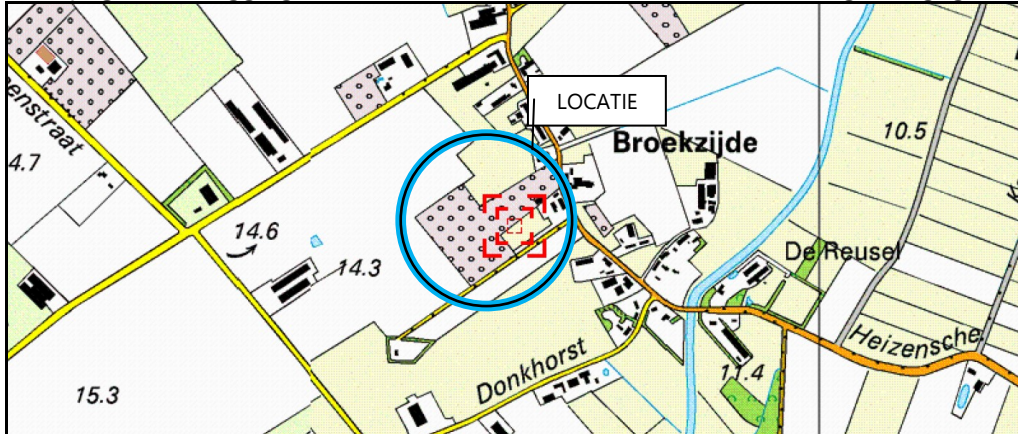 LOCATIE
Broekzijde
10.5
enstraat
4.7
14.6
14.3
De Reusel
Heizensche
Donkhorst
11.4
15.3